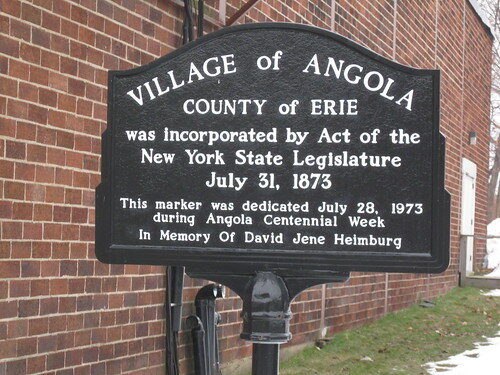 VILLAGE of ANGOLA
COUNTY of ERIE
was incorporated by Act of the
New York State Legislature
July 31, 1873
This marker was dedicated July 28, 1973
during Angola Centennial Week
In Memory Of David Jene Heimburg